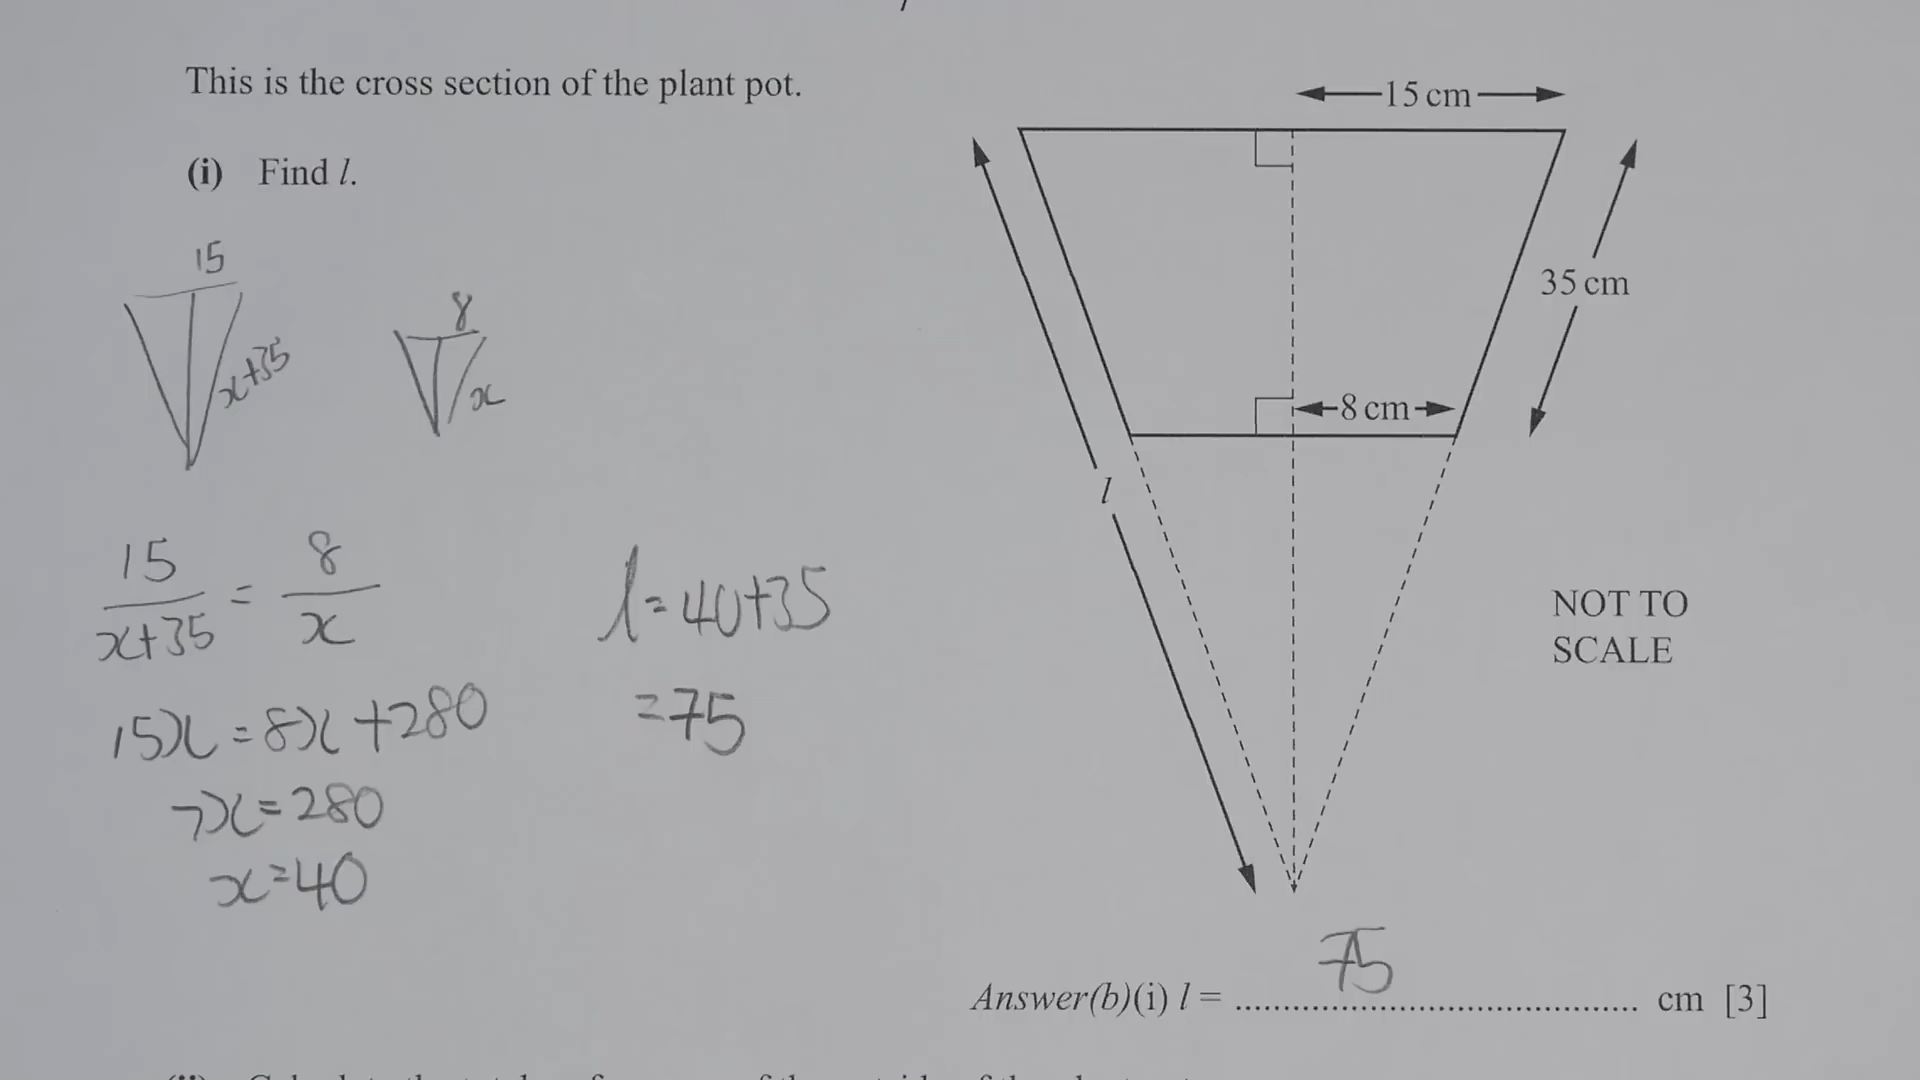 This is the cross section of the plant pot.
(i) Find l.
15
x+35
8
x
15/(x+35) = 8/x
15x = 8x + 280
7x = 280
x = 40
l = 40+35
= 75
15 cm
35 cm
8 cm
l
NOT TO
SCALE
75
Answer(b)(i) l = ........................................ cm [3]